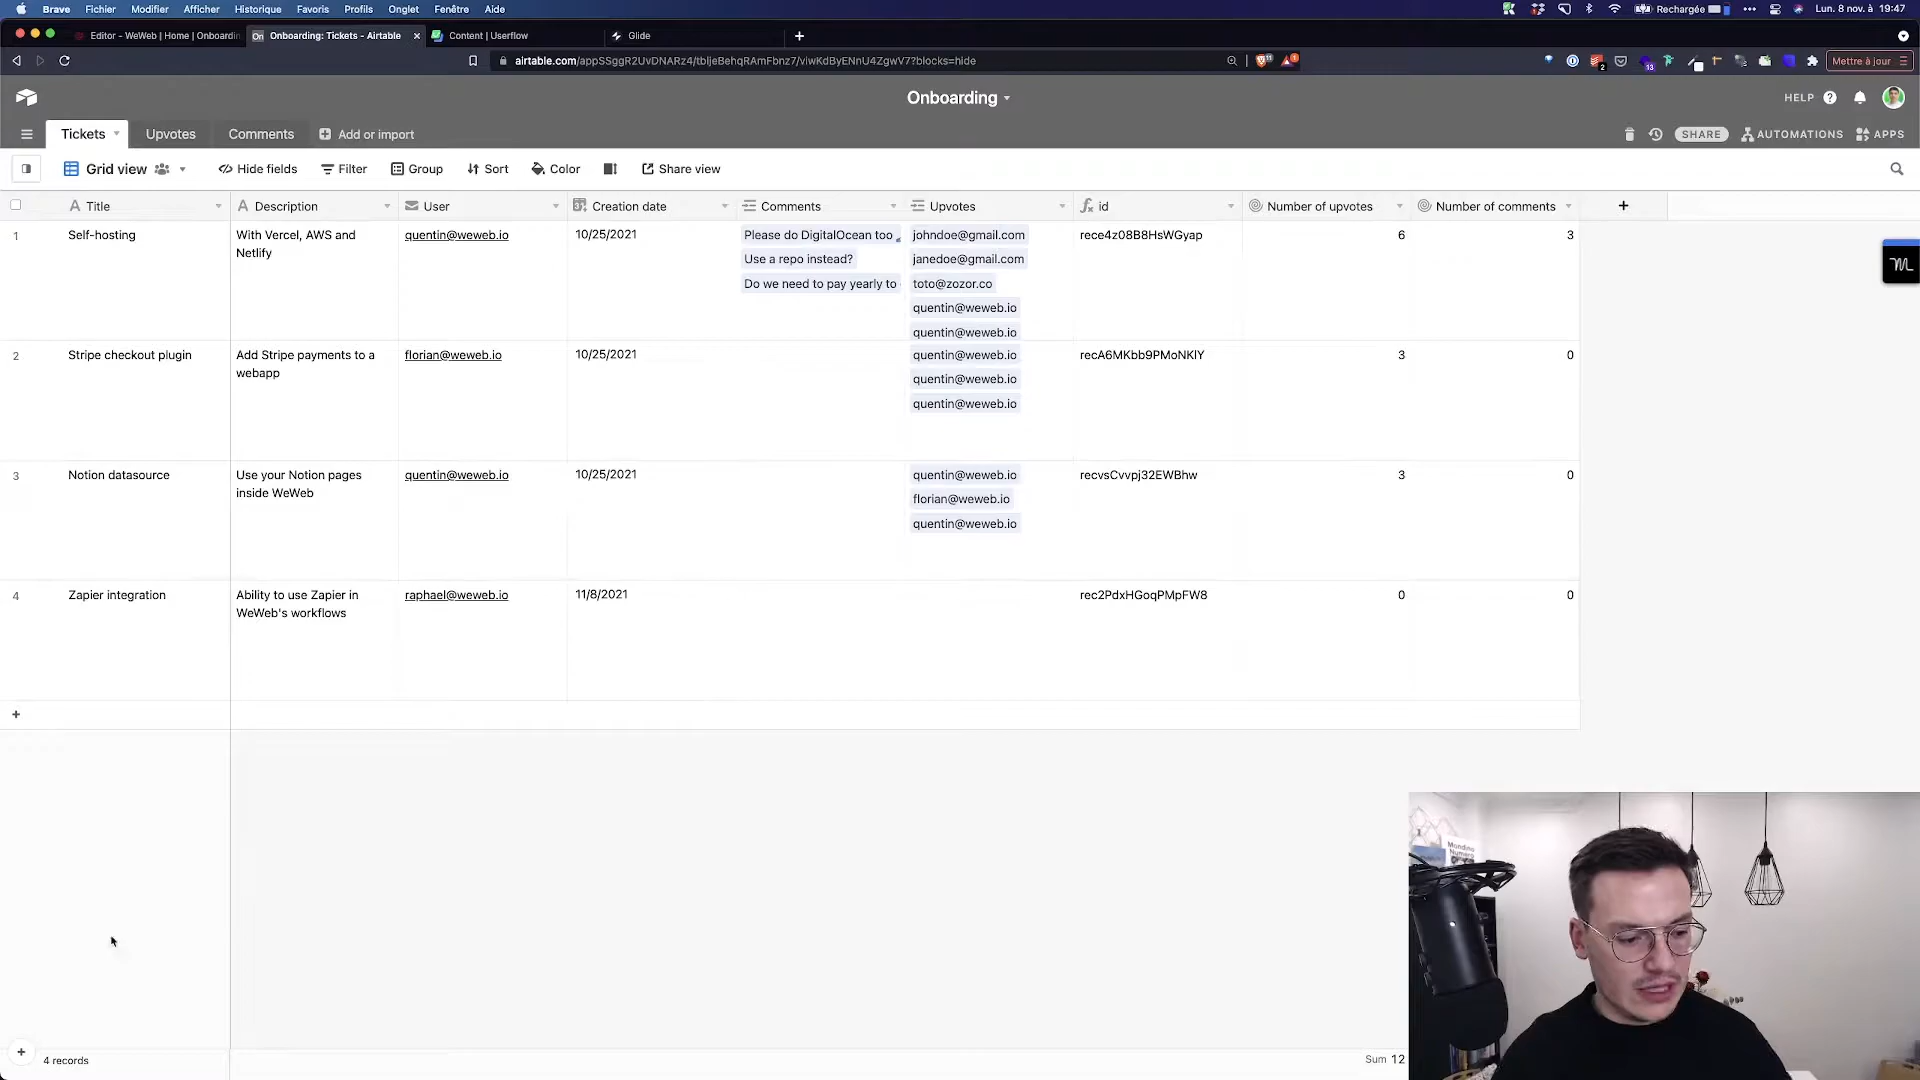 Brave Fichier Modifier Afficher Historique Favoris Profils Onglet Fenêtre Aide Rechargée Lun. 8 nov. à 19:47
Editor - WeWeb | Home | Onboardin
On Onboarding: Tickets - Airtable
Content | Userflow
Glide
airtable.com/appSSggR2UvDNARz4/tbljeBehqRAmFbnz7/viwKdByENnU4ZgwV7?blocks=hide
Mettre à jour
Onboarding
HELP
Tickets Upvotes Comments Add or import
SHARE AUTOMATIONS APPS
Grid view Hide fields Filter Group Sort Color Share view
Title Description User Creation date Comments Upvotes id Number of upvotes Number of comments
1 Self-hosting With Vercel, AWS and quentin@weweb.io 10/25/2021 Please do DigitalOcean too johndoe@gmail.com rece4z08B8HsWGyap 6 3
Netlify Use a repo instead? janedoe@gmail.com
Do we need to pay yearly to toto@zozor.co
quentin@weweb.io
quentin@weweb.io
2 Stripe checkout plugin Add Stripe payments to a florian@weweb.io 10/25/2021 quentin@weweb.io recA6MKbb9PMoNKlY 3 0
webapp quentin@weweb.io
quentin@weweb.io
3 Notion datasource Use your Notion pages quentin@weweb.io 10/25/2021 quentin@weweb.io recvsCvvpj32EWBhw 3 0
inside WeWeb florian@weweb.io
quentin@weweb.io
4 Zapier integration Ability to use Zapier in raphael@weweb.io 11/8/2021 rec2PdxHGoqPMpFW8 0 0
WeWeb's workflows
Mondino
Numero
4 records
Sum 12